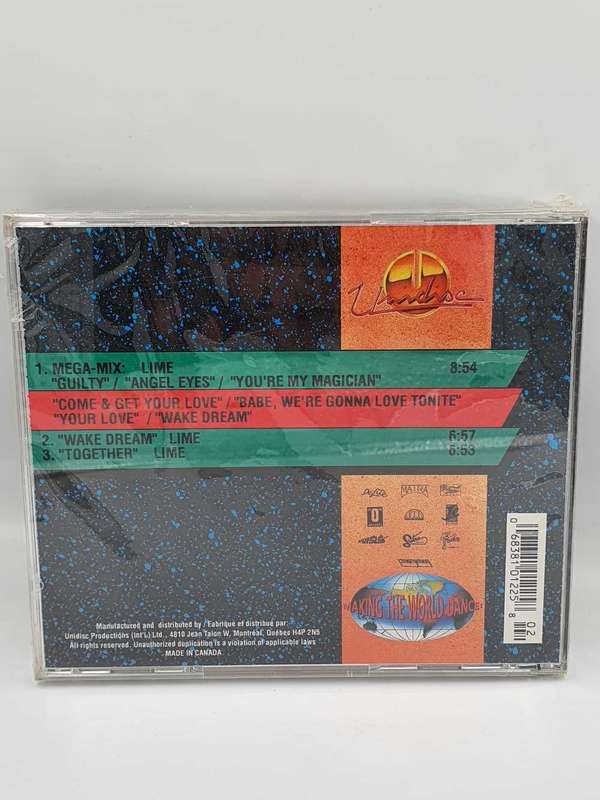 Unidisc
1. MEGA-MIX: LIME 8:54
"GUILTY" / "ANGEL EYES" / "YOU'RE MY MAGICIAN"
"COME & GET YOUR LOVE" / "BABE, WE'RE GONNA LOVE TONITE"
"YOUR LOVE" / "WAKE DREAM"
2. "WAKE DREAM" LIME 6:57
3. "TOGETHER" LIME 6:53
MATRA
MAKING THE WORLD DANCE!
0 68381 01225 8
02
Manufactured and distributed by / Fabriqué et distribué par:
Unidisc Productions (Int'l) Ltd., 4810 Jean Talon W, Montréal, Québec H4P 2N5
All rights reserved. Unauthorized duplication is a violation of applicable laws
MADE IN CANADA